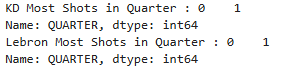 KD Most Shots in Quarter : 0    1
Name: QUARTER, dtype: int64
Lebron Most Shots in Quarter : 0    1
Name: QUARTER, dtype: int64